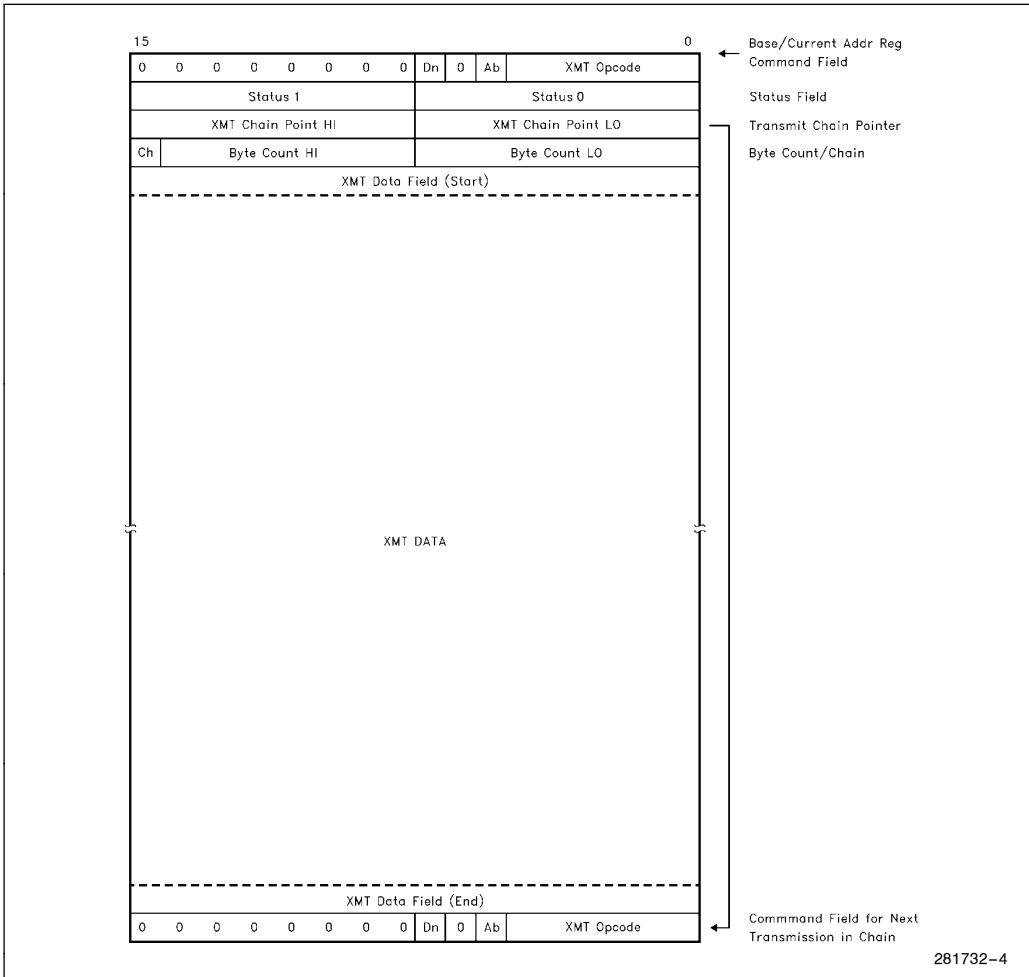 15 0
Base/Current Addr Reg
0 0 0 0 0 0 0 0 Dn 0 Ab XMT Opcode Command Field
Status 1 Status 0 Status Field
XMT Chain Point HI XMT Chain Point LO Transmit Chain Pointer
Ch Byte Count HI Byte Count LO Byte Count/Chain
XMT Data Field (Start)
XMT DATA
XMT Data Field (End)
0 0 0 0 0 0 0 0 Dn 0 Ab XMT Opcode Commmand Field for Next
Transmission in Chain
281732–4